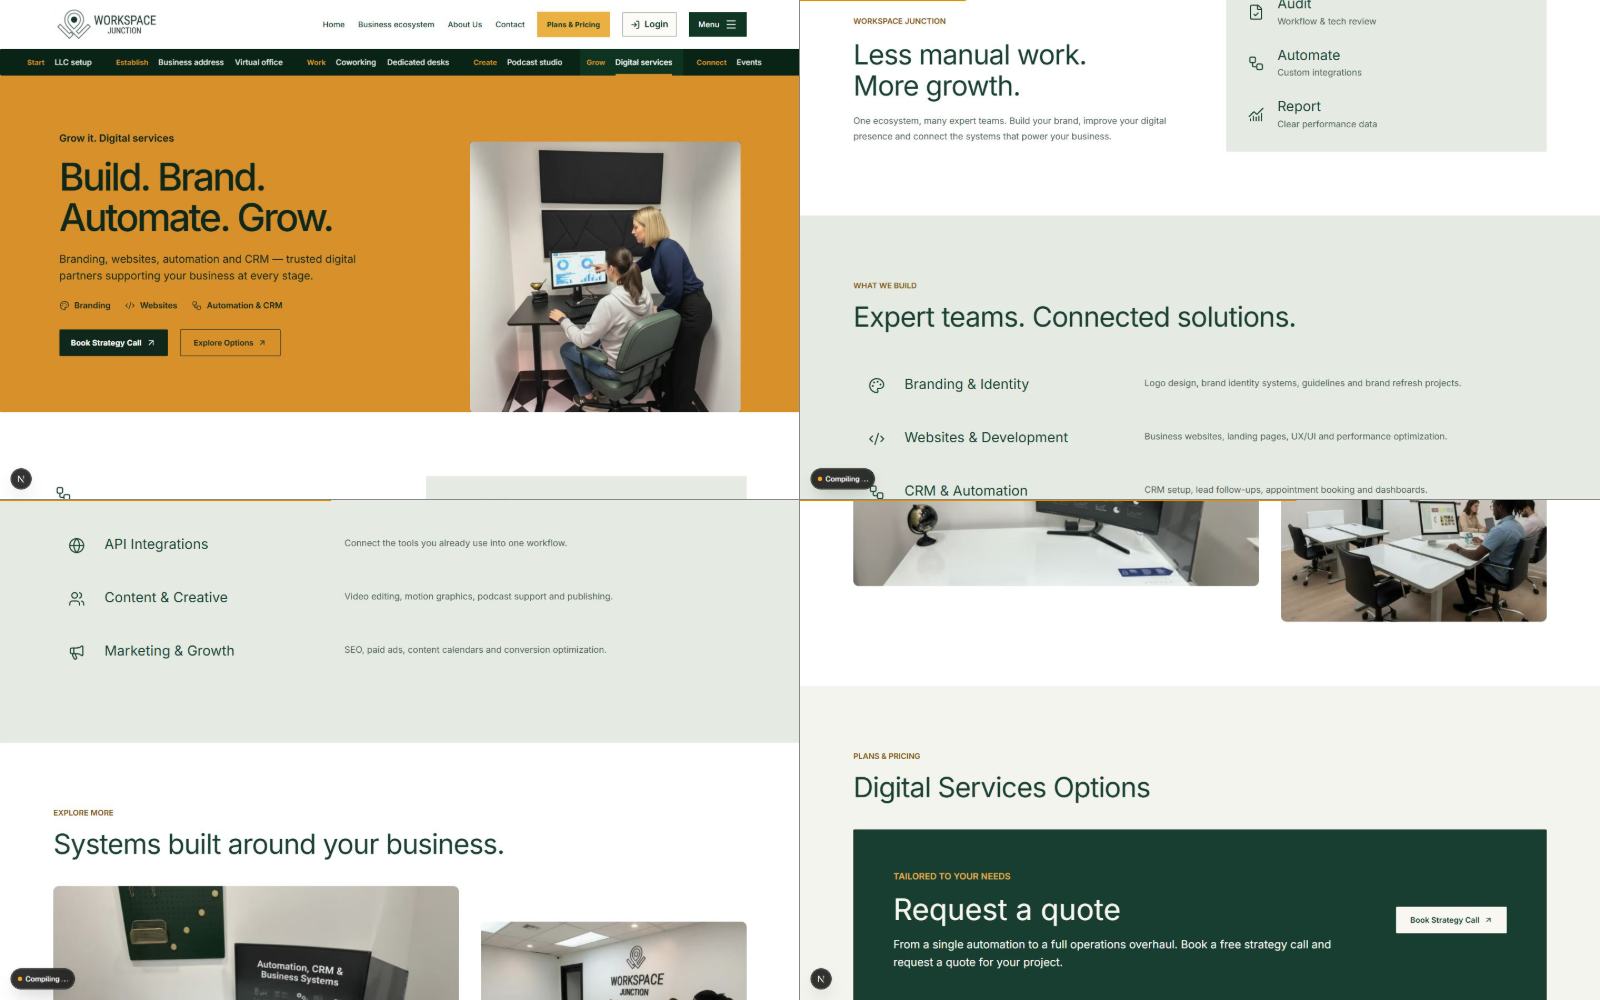 WORKSPACE
JUNCTION
Home Business ecosystem About Us Contact Plans & Pricing Login Menu
Start LLC setup Establish Business address Virtual office Work Coworking Dedicated desks Create Podcast studio Grow Digital services Connect Events
Grow it. Digital services
Build. Brand.
Automate. Grow.
Branding, websites, automation and CRM — trusted digital
partners supporting your business at every stage.
Branding Websites Automation & CRM
Book Strategy Call Explore Options
N
WORKSPACE JUNCTION
Less manual work.
More growth.
One ecosystem, many expert teams. Build your brand, improve your digital
presence and connect the systems that power your business.
Audit
Workflow & tech review
Automate
Custom integrations
Report
Clear performance data
WHAT WE BUILD
Expert teams. Connected solutions.
Branding & Identity Logo design, brand identity systems, guidelines and brand refresh projects.
Websites & Development Business websites, landing pages, UX/UI and performance optimization.
CRM & Automation CRM setup, lead follow-ups, appointment booking and dashboards.
Compiling ...
API Integrations Connect the tools you already use into one workflow.
Content & Creative Video editing, motion graphics, podcast support and publishing.
Marketing & Growth SEO, paid ads, content calendars and conversion optimization.
EXPLORE MORE
Systems built around your business.
Automation, CRM &
Business Systems
WORKSPACE
JUNCTION
Compiling ...
PLANS & PRICING
Digital Services Options
TAILORED TO YOUR NEEDS
Request a quote
From a single automation to a full operations overhaul. Book a free strategy call and
request a quote for your project.
Book Strategy Call
N